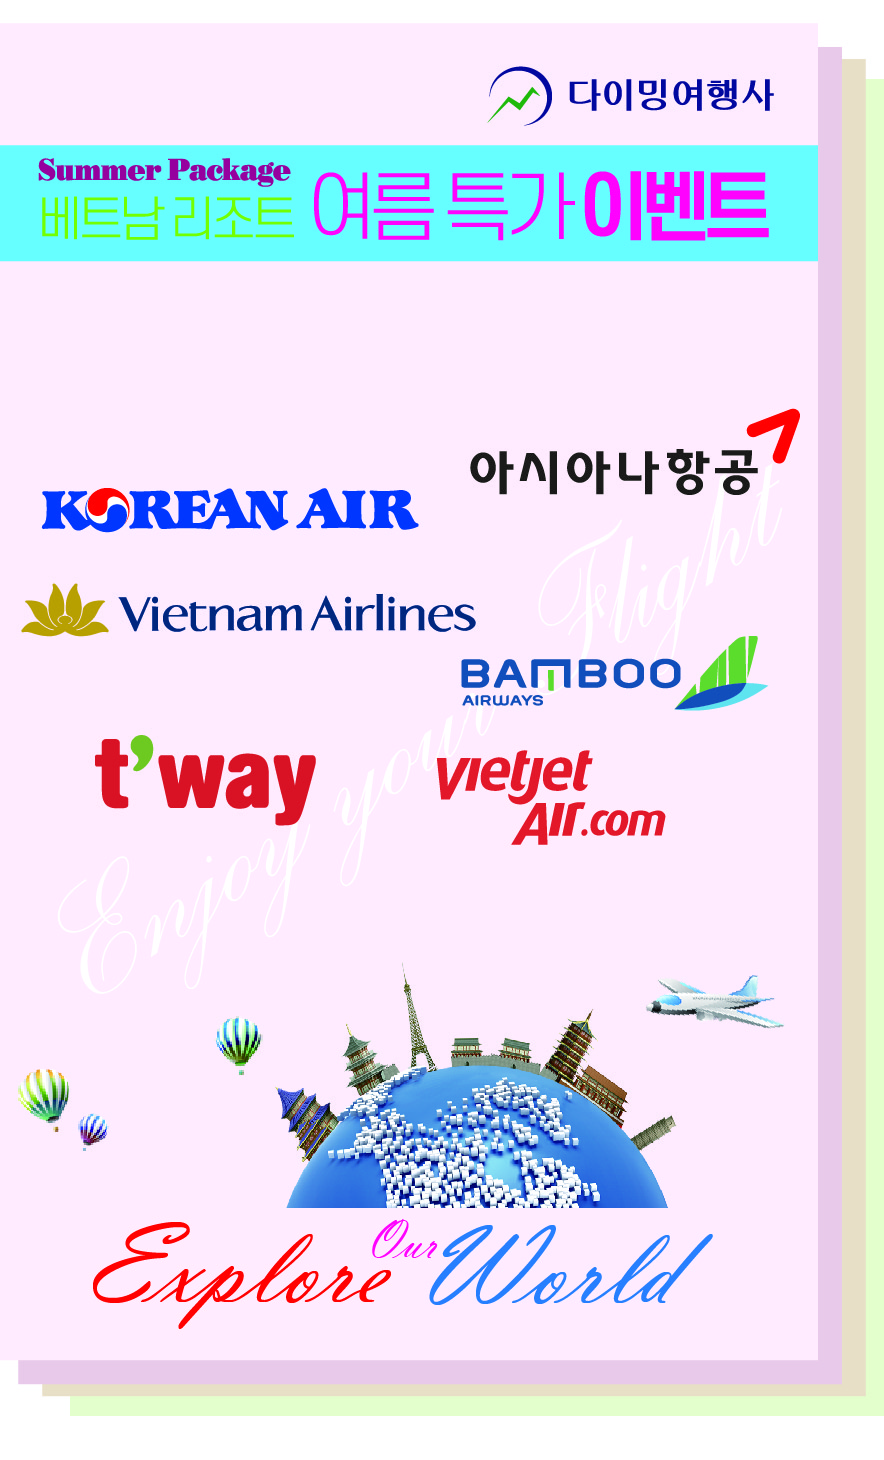 다이밍여행사
Summer Package
베트남 리조트 여름 특가 이벤트
아시아나항공
KOREAN AIR
Vietnam Airlines
BAMBOO
AIRWAYS
t'way
vietjet
Air.com
Enjoy your Flight
Explore Our World